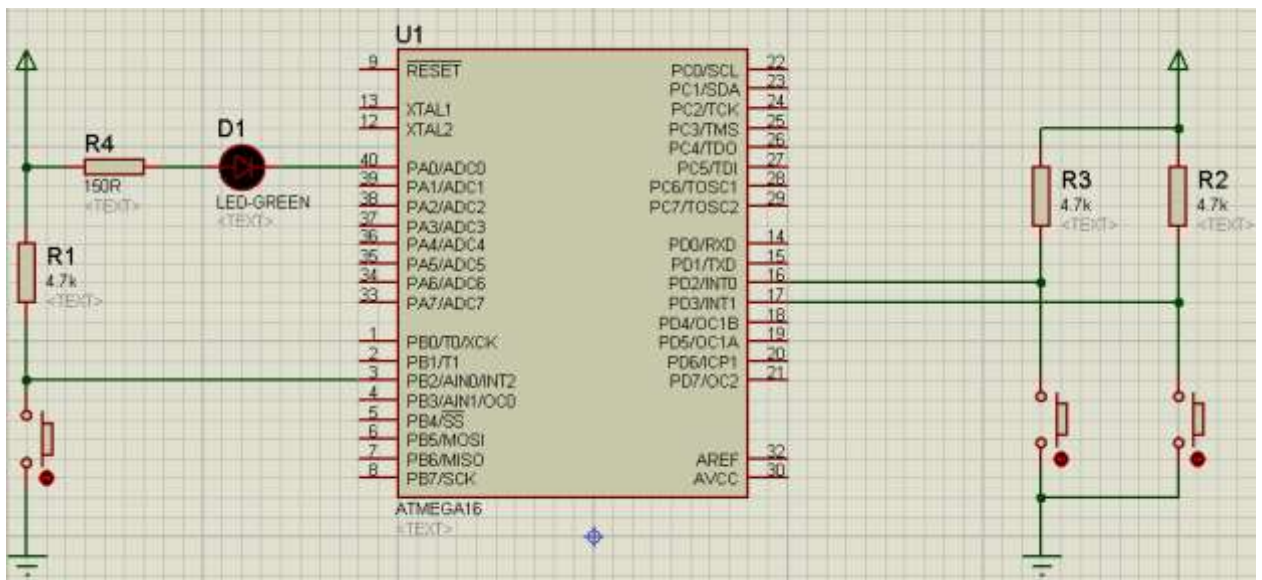 U1
9 RESET
13 XTAL1
12 XTAL2
40 PA0/ADC0
39 PA1/ADC1
38 PA2/ADC2
37 PA3/ADC3
36 PA4/ADC4
35 PA5/ADC5
34 PA6/ADC6
33 PA7/ADC7
1 PB0/T0/XCK
2 PB1/T1
3 PB2/AIN0/INT2
4 PB3/AIN1/OC0
5 PB4/SS
6 PB5/MOSI
7 PB6/MISO
8 PB7/SCK
PC0/SCL 22
PC1/SDA 23
PC2/TCK 24
PC3/TMS 25
PC4/TDO 26
PC5/TDI 27
PC6/TOSC1 28
PC7/TOSC2 29
PD0/RXD 14
PD1/TXD 15
PD2/INT0 16
PD3/INT1 17
PD4/OC1B 18
PD5/OC1A 19
PD6/ICP1 20
PD7/OC2 21
AREF 32
AVCC 30
ATMEGA16
<TEXT>
R4
150R
<TEXT>
D1
LED-GREEN
<TEXT>
R1
4.7k
<TEXT>
R3
4.7k
<TEXT>
R2
4.7k
<TEXT>